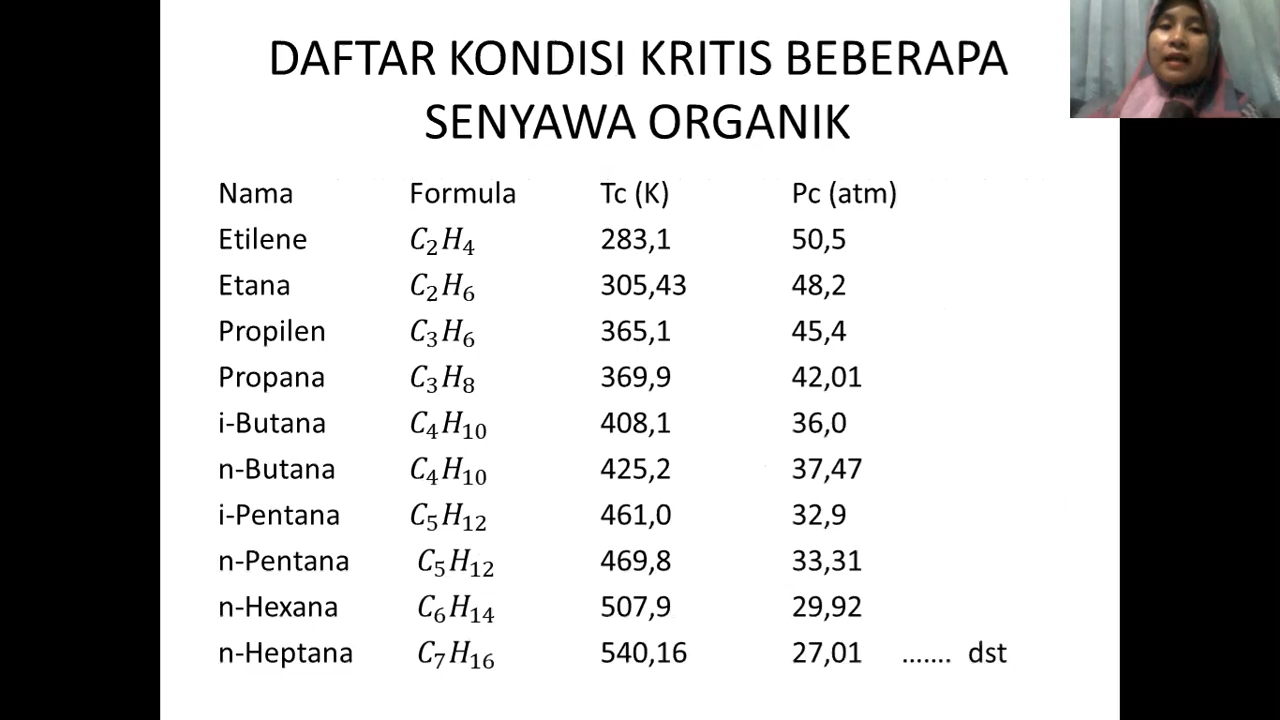 DAFTAR KONDISI KRITIS BEBERAPA
SENYAWA ORGANIK
Nama Formula Tc (K) Pc (atm)
Etilene C₂H₄ 283,1 50,5
Etana C₂H₆ 305,43 48,2
Propilen C₃H₆ 365,1 45,4
Propana C₃H₈ 369,9 42,01
i-Butana C₄H₁₀ 408,1 36,0
n-Butana C₄H₁₀ 425,2 37,47
i-Pentana C₅H₁₂ 461,0 32,9
n-Pentana C₅H₁₂ 469,8 33,31
n-Hexana C₆H₁₄ 507,9 29,92
n-Heptana C₇H₁₆ 540,16 27,01 ....... dst